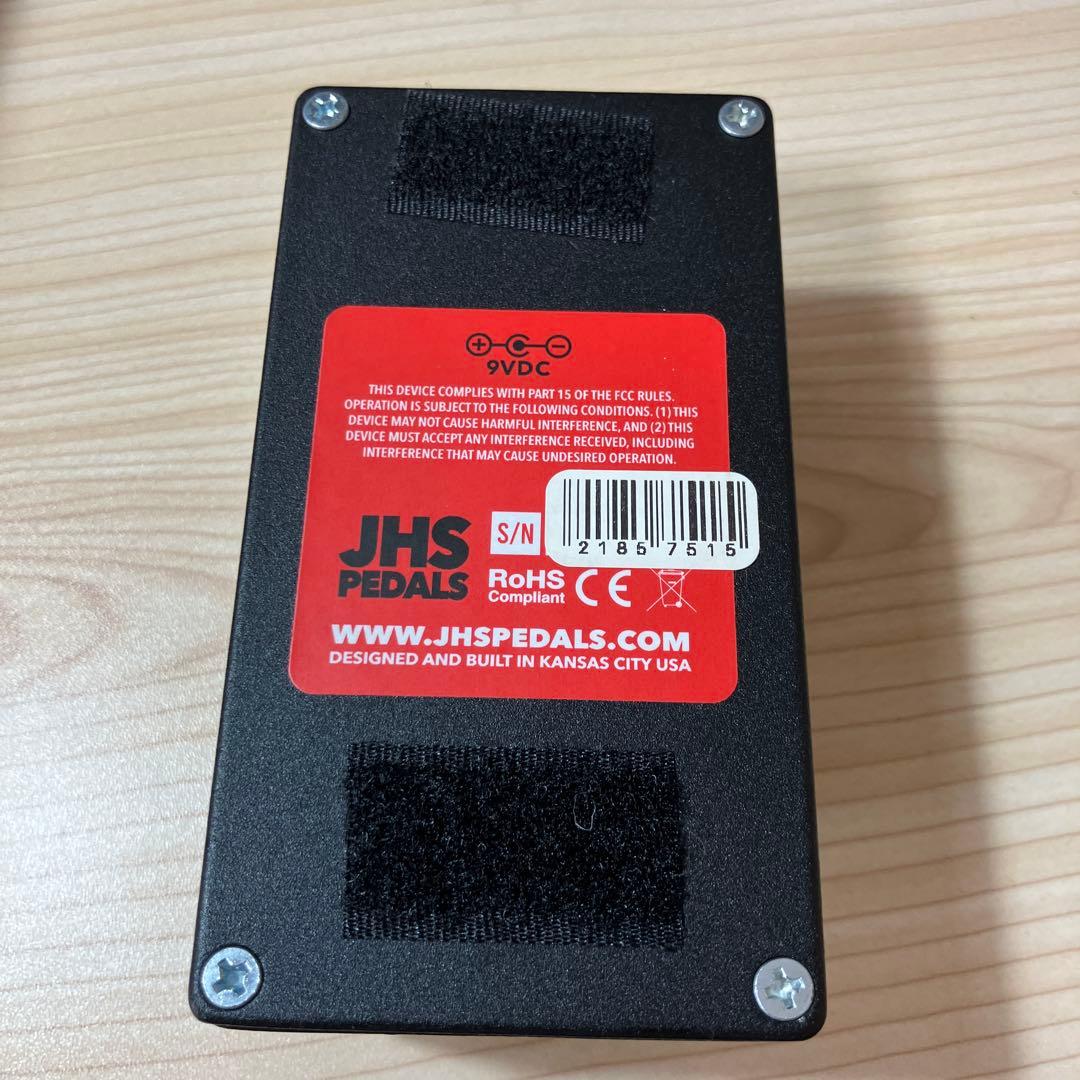 9VDC
THIS DEVICE COMPLIES WITH PART 15 OF THE FCC RULES.
OPERATION IS SUBJECT TO THE FOLLOWING CONDITIONS. (1) THIS
DEVICE MAY NOT CAUSE HARMFUL INTERFERENCE, AND (2) THIS
DEVICE MUST ACCEPT ANY INTERFERENCE RECEIVED, INCLUDING
INTERFERENCE THAT MAY CAUSE UNDESIRED OPERATION.
JHS
PEDALS
S/N
21857515
RoHS
Compliant
CE
WWW.JHSPEDALS.COM
DESIGNED AND BUILT IN KANSAS CITY USA